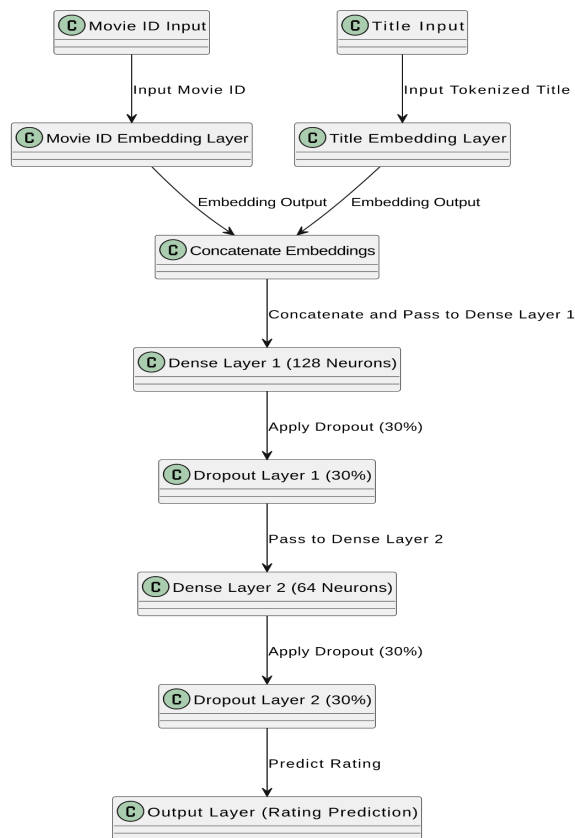 C Movie ID Input
C Title Input
Input Movie ID
Input Tokenized Title
C Movie ID Embedding Layer
C Title Embedding Layer
Embedding Output
Embedding Output
C Concatenate Embeddings
Concatenate and Pass to Dense Layer 1
C Dense Layer 1 (128 Neurons)
Apply Dropout (30%)
C Dropout Layer 1 (30%)
Pass to Dense Layer 2
C Dense Layer 2 (64 Neurons)
Apply Dropout (30%)
C Dropout Layer 2 (30%)
Predict Rating
C Output Layer (Rating Prediction)